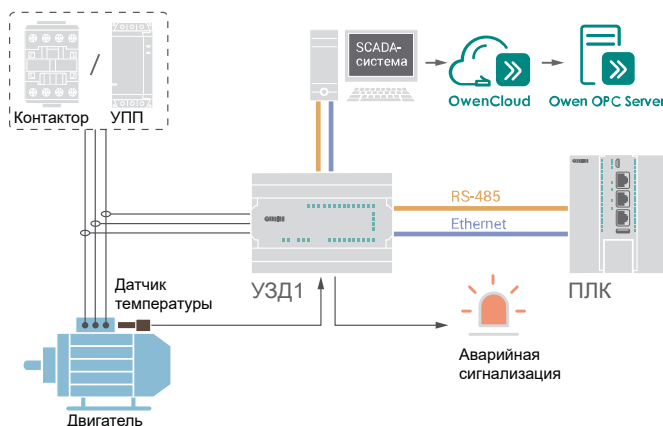 SCADA-
система
Контактор
/
УПП
OwenCloud
Owen OPC Server
RS-485
Ethernet
УЗД1
ПЛК
Датчик
температуры
Аварийная
сигнализация
Двигатель